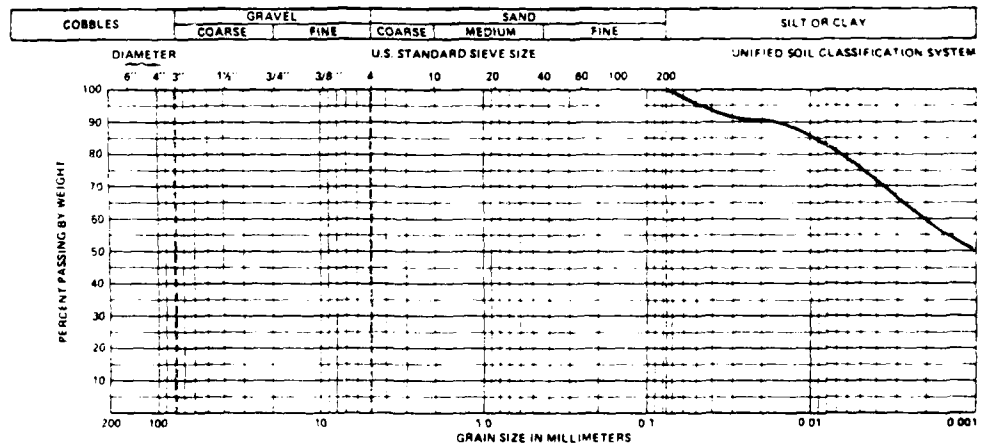 COBBLES GRAVEL SAND SILT OR CLAY
COARSE FINE COARSE MEDIUM FINE
DIAMETER U.S. STANDARD SIEVE SIZE UNIFIED SOIL CLASSIFICATION SYSTEM
6" 4" 3" 1½" 3/4" 3/8" 4 10 20 40 60 100 200
100
90
80
70
60
50
40
30
20
10
PERCENT PASSING BY WEIGHT
200 100 10 1.0 0.1 0.01 0.001
GRAIN SIZE IN MILLIMETERS